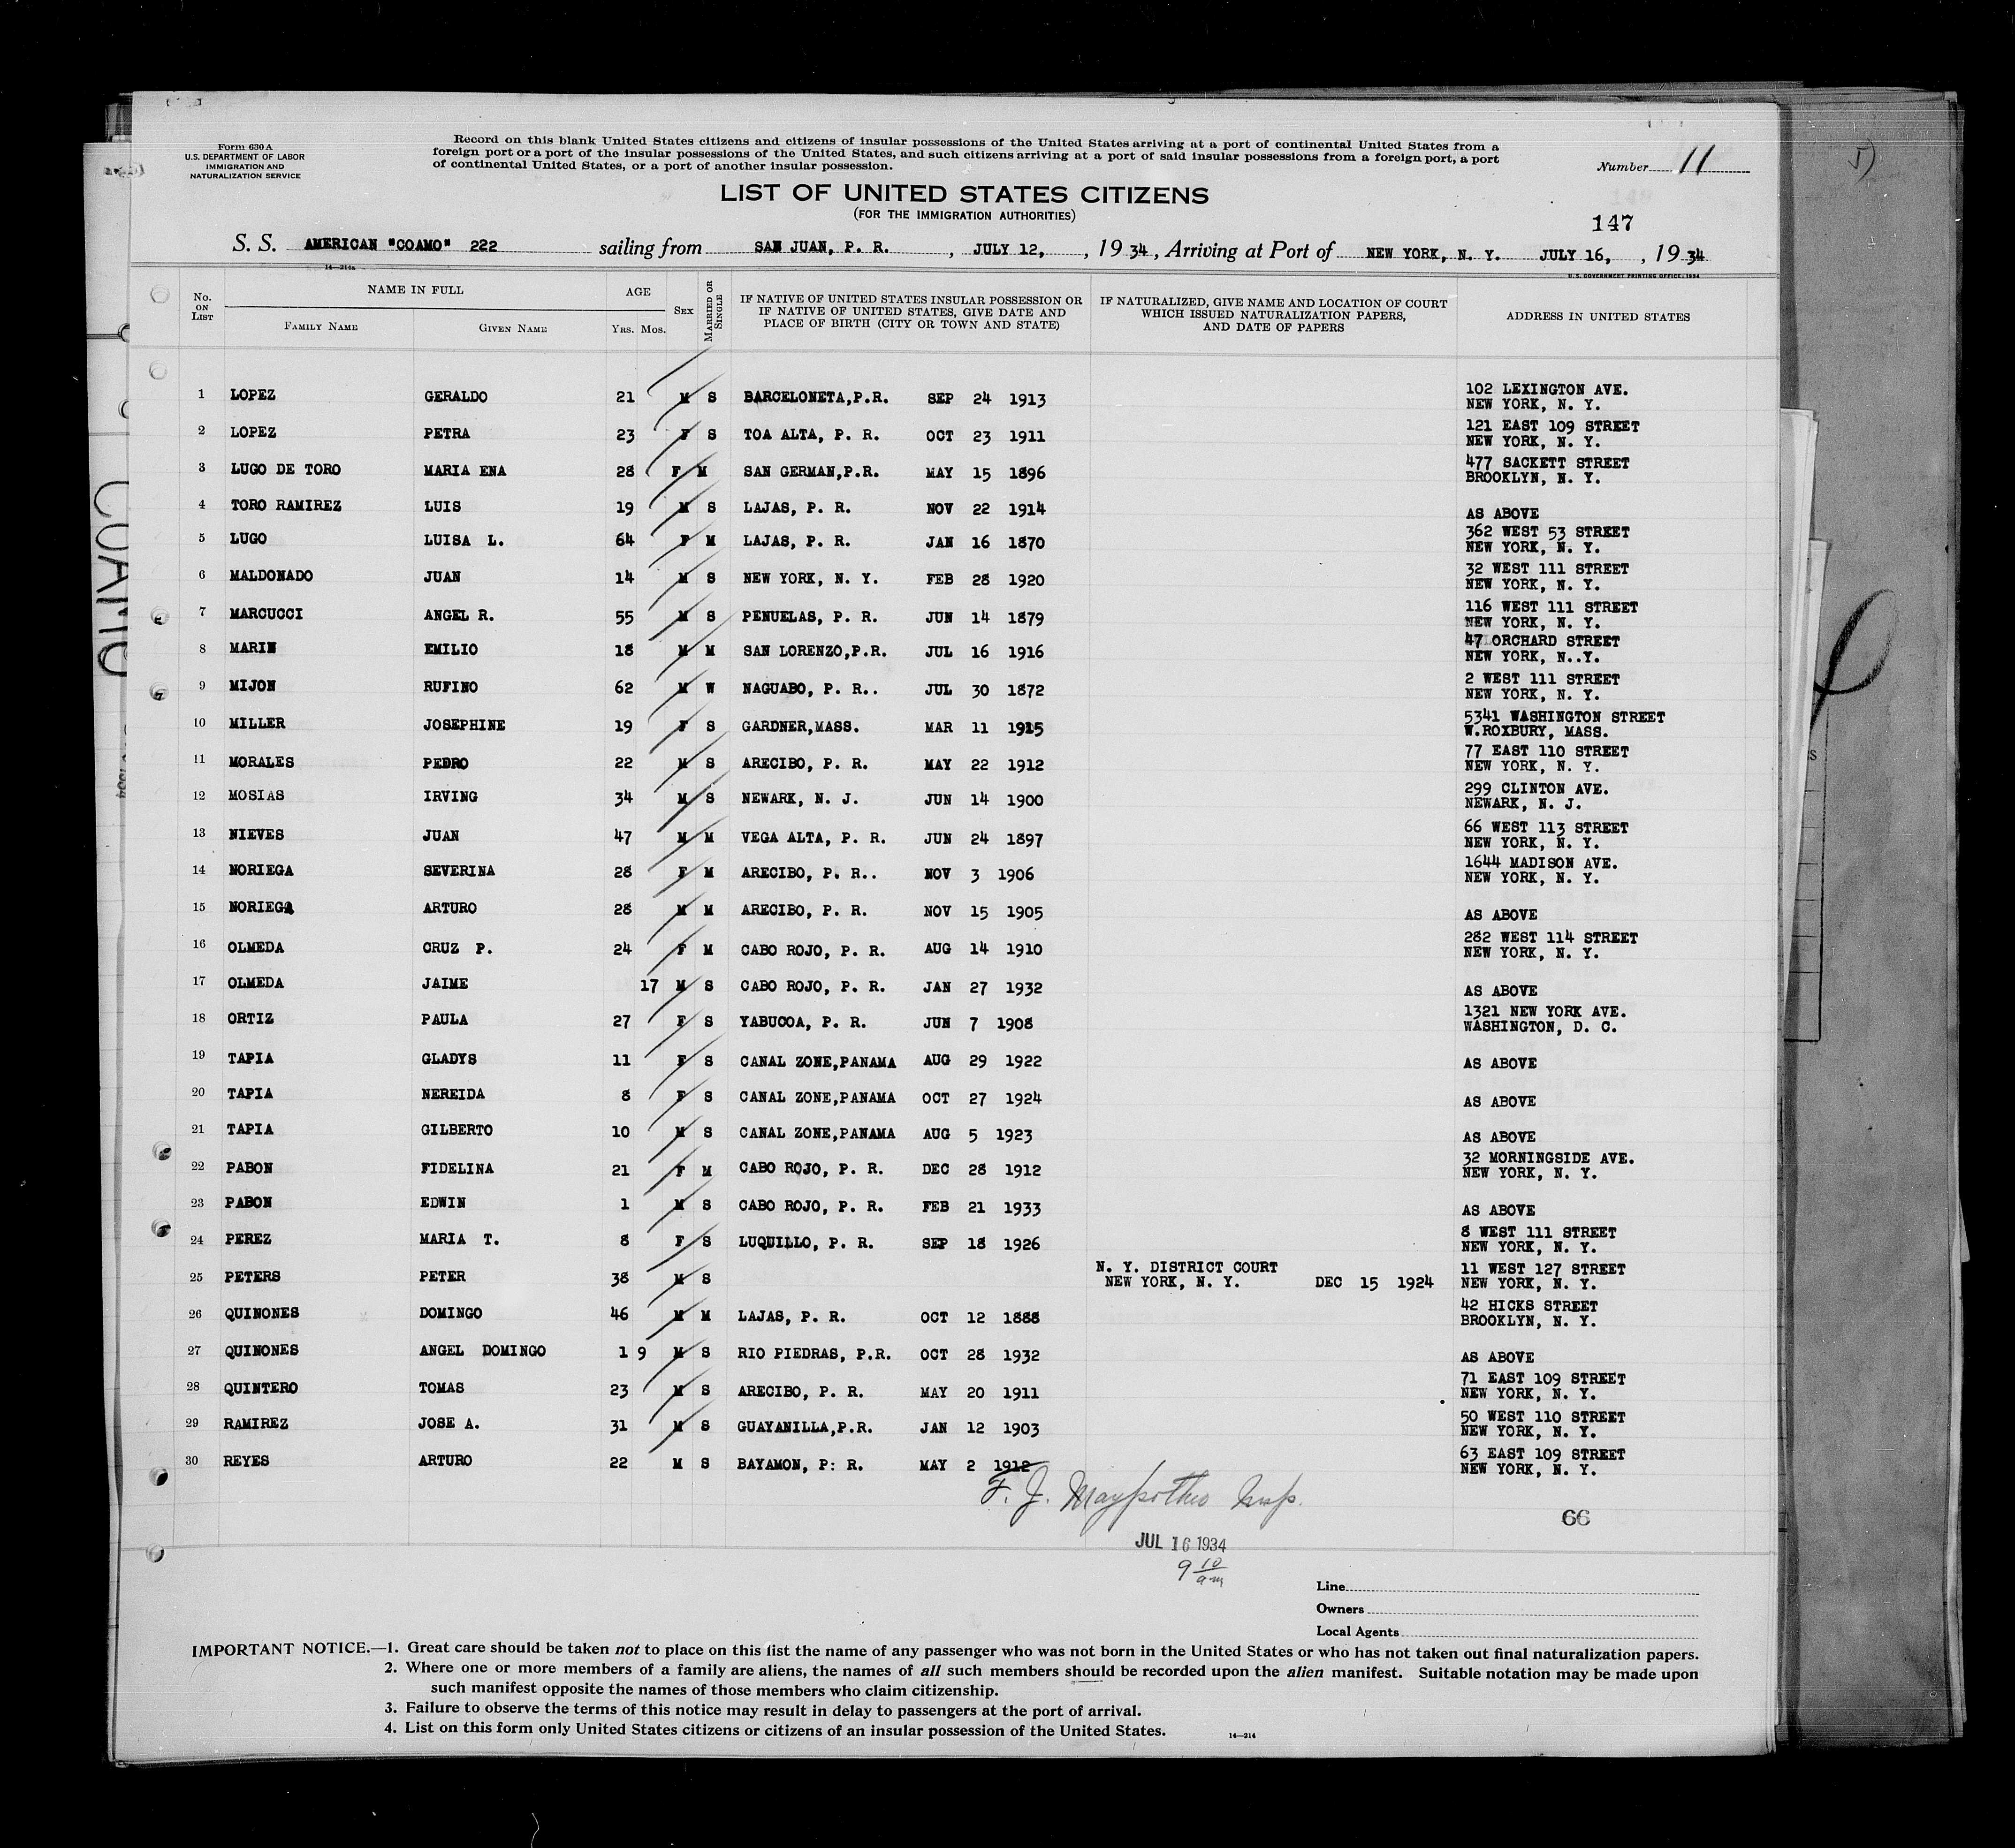 Form 630 A
U.S. DEPARTMENT OF LABOR
IMMIGRATION AND
NATURALIZATION SERVICE
Record on this blank United States citizens and citizens of insular possessions of the United States arriving at a port of continental United States from a
foreign port or a port of the insular possessions of the United States, and such citizens arriving at a port of said insular possessions from a foreign port, a port
of continental United States, or a port of another insular possession.
Number 11
LIST OF UNITED STATES CITIZENS
(FOR THE IMMIGRATION AUTHORITIES)
147
S. S. AMERICAN "COAMO" 222 sailing from SAN JUAN, P. R. , JULY 12, , 19 34 , Arriving at Port of NEW YORK, N. Y. JULY 16, , 19 34
14—214a
U. S. GOVERNMENT PRINTING OFFICE: 1934
No. ON LIST NAME IN FULL FAMILY NAME GIVEN NAME AGE Yrs. Mos. SEX MARRIED OR SINGLE
IF NATIVE OF UNITED STATES INSULAR POSSESSION OR
IF NATIVE OF UNITED STATES, GIVE DATE AND
PLACE OF BIRTH (CITY OR TOWN AND STATE)
IF NATURALIZED, GIVE NAME AND LOCATION OF COURT
WHICH ISSUED NATURALIZATION PAPERS,
AND DATE OF PAPERS
ADDRESS IN UNITED STATES
1 LOPEZ GERALDO 21 M S BARCELONETA,P.R. SEP 24 1913 102 LEXINGTON AVE.
NEW YORK, N. Y.
2 LOPEZ PETRA 23 F S TOA ALTA, P. R. OCT 23 1911 121 EAST 109 STREET
NEW YORK, N. Y.
3 LUGO DE TORO MARIA ENA 28 F M SAN GERMAN,P.R. MAY 15 1896 477 SACKETT STREET
BROOKLYN, N. Y.
4 TORO RAMIREZ LUIS 19 M S LAJAS, P. R. NOV 22 1914 AS ABOVE
5 LUGO LUISA L. 64 F M LAJAS, P. R. JAN 16 1870 362 WEST 53 STREET
NEW YORK, N. Y.
6 MALDONADO JUAN 14 M S NEW YORK, N. Y. FEB 28 1920 32 WEST 111 STREET
NEW YORK, N. Y.
7 MARCUCCI ANGEL R. 55 M S PENUELAS, P. R. JUN 14 1879 116 WEST 111 STREET
NEW YORK, N. Y.
8 MARIN EMILIO 18 M M SAN LORENZO,P.R. JUL 16 1916 47 ORCHARD STREET
NEW YORK, N..Y.
9 MIJON RUFINO 62 M W NAGUABO, P. R.. JUL 30 1872 2 WEST 111 STREET
NEW YORK, N. Y.
10 MILLER JOSEPHINE 19 F S GARDNER,MASS. MAR 11 1915 5341 WASHINGTON STREET
W.ROXBURY, MASS.
11 MORALES PEDRO 22 M S ARECIBO, P. R. MAY 22 1912 77 EAST 110 STREET
NEW YORK, N. Y.
12 MOSIAS IRVING 34 M S NEWARK, N. J. JUN 14 1900 299 CLINTON AVE.
NEWARK, N. J.
13 NIEVES JUAN 47 M M VEGA ALTA, P. R. JUN 24 1897 66 WEST 113 STREET
NEW YORK, N. Y.
14 NORIEGA SEVERINA 28 F M ARECIBO, P. R.. NOV 3 1906 1644 MADISON AVE.
NEW YORK, N. Y.
15 NORIEGA ARTURO 28 M M ARECIBO, P. R. NOV 15 1905 AS ABOVE
16 OLMEDA CRUZ P. 24 F M CABO ROJO, P. R. AUG 14 1910 282 WEST 114 STREET
NEW YORK, N. Y.
17 OLMEDA JAIME 17 M S CABO ROJO, P. R. JAN 27 1932 AS ABOVE
18 ORTIZ PAULA 27 F S YABUCOA, P. R. JUN 7 1908 1321 NEW YORK AVE.
WASHINGTON, D. C.
19 TAPIA GLADYS 11 F S CANAL ZONE,PANAMA AUG 29 1922 AS ABOVE
20 TAPIA NEREIDA 8 F S CANAL ZONE,PANAMA OCT 27 1924 AS ABOVE
21 TAPIA GILBERTO 10 M S CANAL ZONE,PANAMA AUG 5 1923 AS ABOVE
22 PABON FIDELINA 21 F M CABO ROJO, P. R. DEC 28 1912 32 MORNINGSIDE AVE.
NEW YORK, N. Y.
23 PABON EDWIN 1 M S CABO ROJO, P. R. FEB 21 1933 AS ABOVE
24 PEREZ MARIA T. 8 F S LUQUILLO, P. R. SEP 18 1926 8 WEST 111 STREET
NEW YORK, N. Y.
25 PETERS PETER 38 M S N. Y. DISTRICT COURT 11 WEST 127 STREET
NEW YORK, N. Y. DEC 15 1924 NEW YORK, N. Y.
26 QUINONES DOMINGO 46 M M LAJAS, P. R. OCT 12 1888 42 HICKS STREET
BROOKLYN, N. Y.
27 QUINONES ANGEL DOMINGO 1 9 M S RIO PIEDRAS, P.R. OCT 28 1932 AS ABOVE
28 QUINTERO TOMAS 23 M S ARECIBO, P. R. MAY 20 1911 71 EAST 109 STREET
NEW YORK, N. Y.
29 RAMIREZ JOSE A. 31 M S GUAYANILLA,P.R. JAN 12 1903 50 WEST 110 STREET
NEW YORK, N. Y.
30 REYES ARTURO 22 M S BAYAMON, P: R. MAY 2 1912 63 EAST 109 STREET
NEW YORK, N. Y.
F. J.
66
JUL 16 1934
9 10
am
Line
Owners
Local Agents
IMPORTANT NOTICE.—1. Great care should be taken not to place on this list the name of any passenger who was not born in the United States or who has not taken out final naturalization papers.
2. Where one or more members of a family are aliens, the names of all such members should be recorded upon the alien manifest. Suitable notation may be made upon
such manifest opposite the names of those members who claim citizenship.
3. Failure to observe the terms of this notice may result in delay to passengers at the port of arrival.
4. List on this form only United States citizens or citizens of an insular possession of the United States.
14—214
COAMO